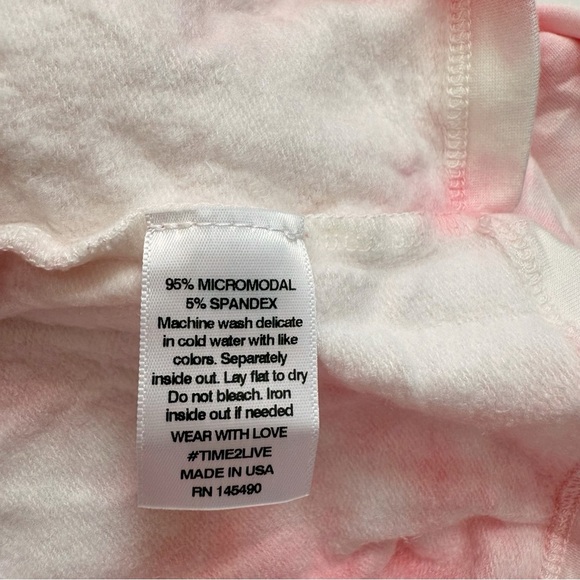 95% MICROMODAL
5% SPANDEX
Machine wash delicate
in cold water with like
colors. Separately
inside out. Lay flat to dry
Do not bleach. Iron
inside out if needed
WEAR WITH LOVE
#TIME2LIVE
MADE IN USA
RN 145490